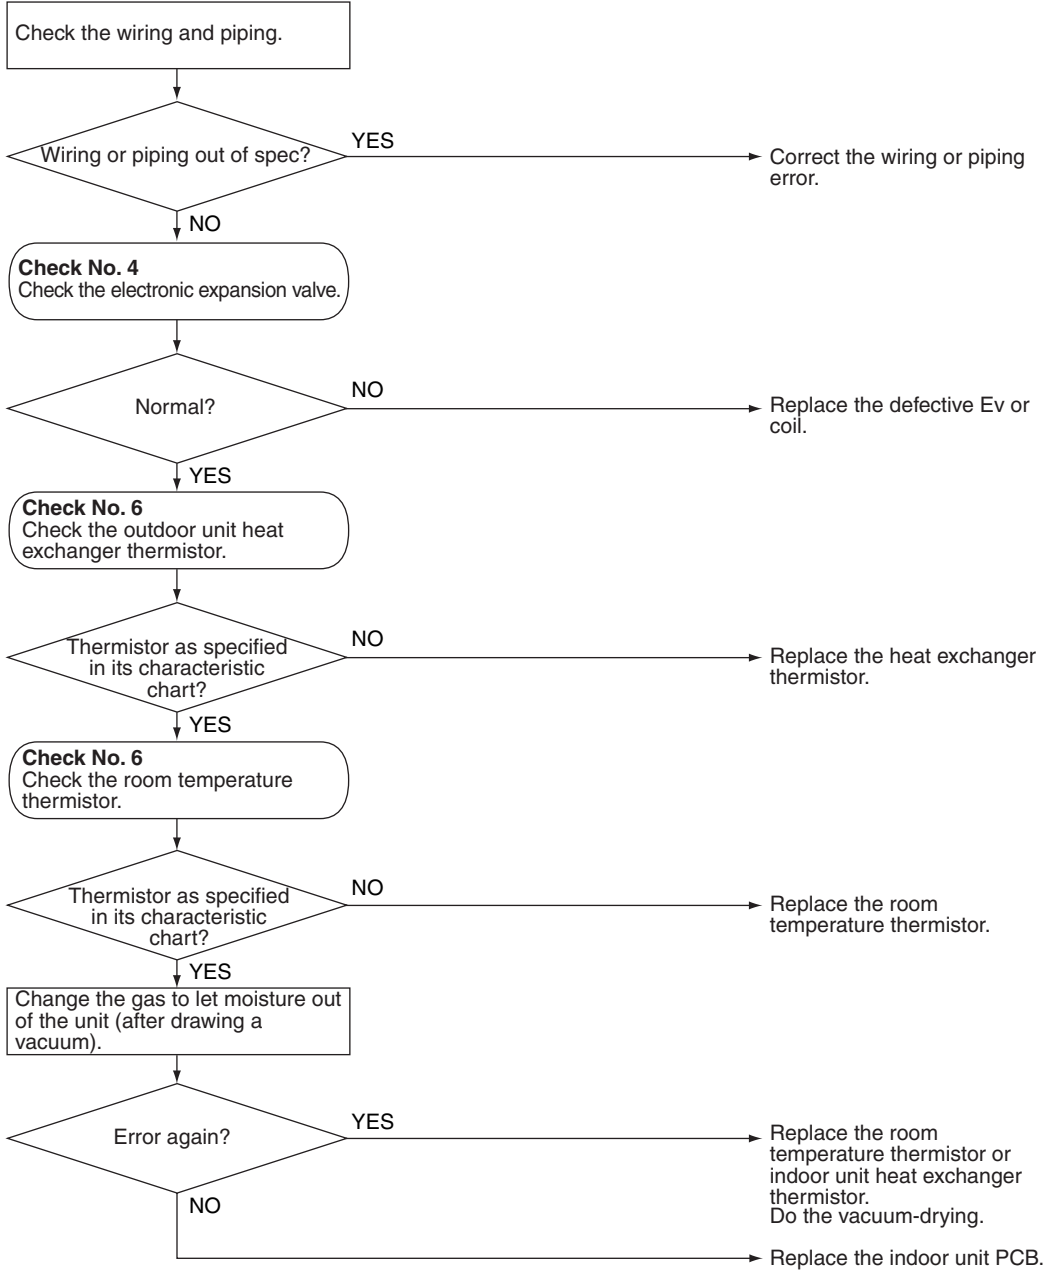 Check the wiring and piping.
Wiring or piping out of spec?
YES
Correct the wiring or piping
error.
NO
Check No. 4
Check the electronic expansion valve.
Normal?
NO
Replace the defective Ev or
coil.
YES
Check No. 6
Check the outdoor unit heat
exchanger thermistor.
Thermistor as specified
in its characteristic
chart?
NO
Replace the heat exchanger
thermistor.
YES
Check No. 6
Check the room temperature
thermistor.
Thermistor as specified
in its characteristic
chart?
NO
Replace the room
temperature thermistor.
YES
Change the gas to let moisture out
of the unit (after drawing a
vacuum).
Error again?
YES
Replace the room
temperature thermistor or
indoor unit heat exchanger
thermistor.
Do the vacuum-drying.
NO
Replace the indoor unit PCB.